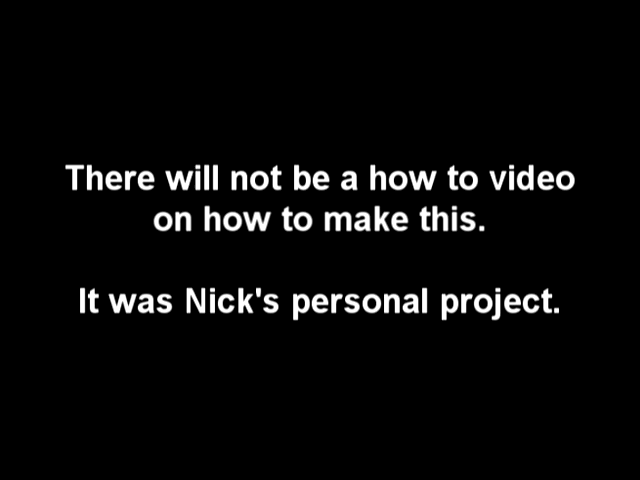 There will not be a how to video
on how to make this.
It was Nick's personal project.